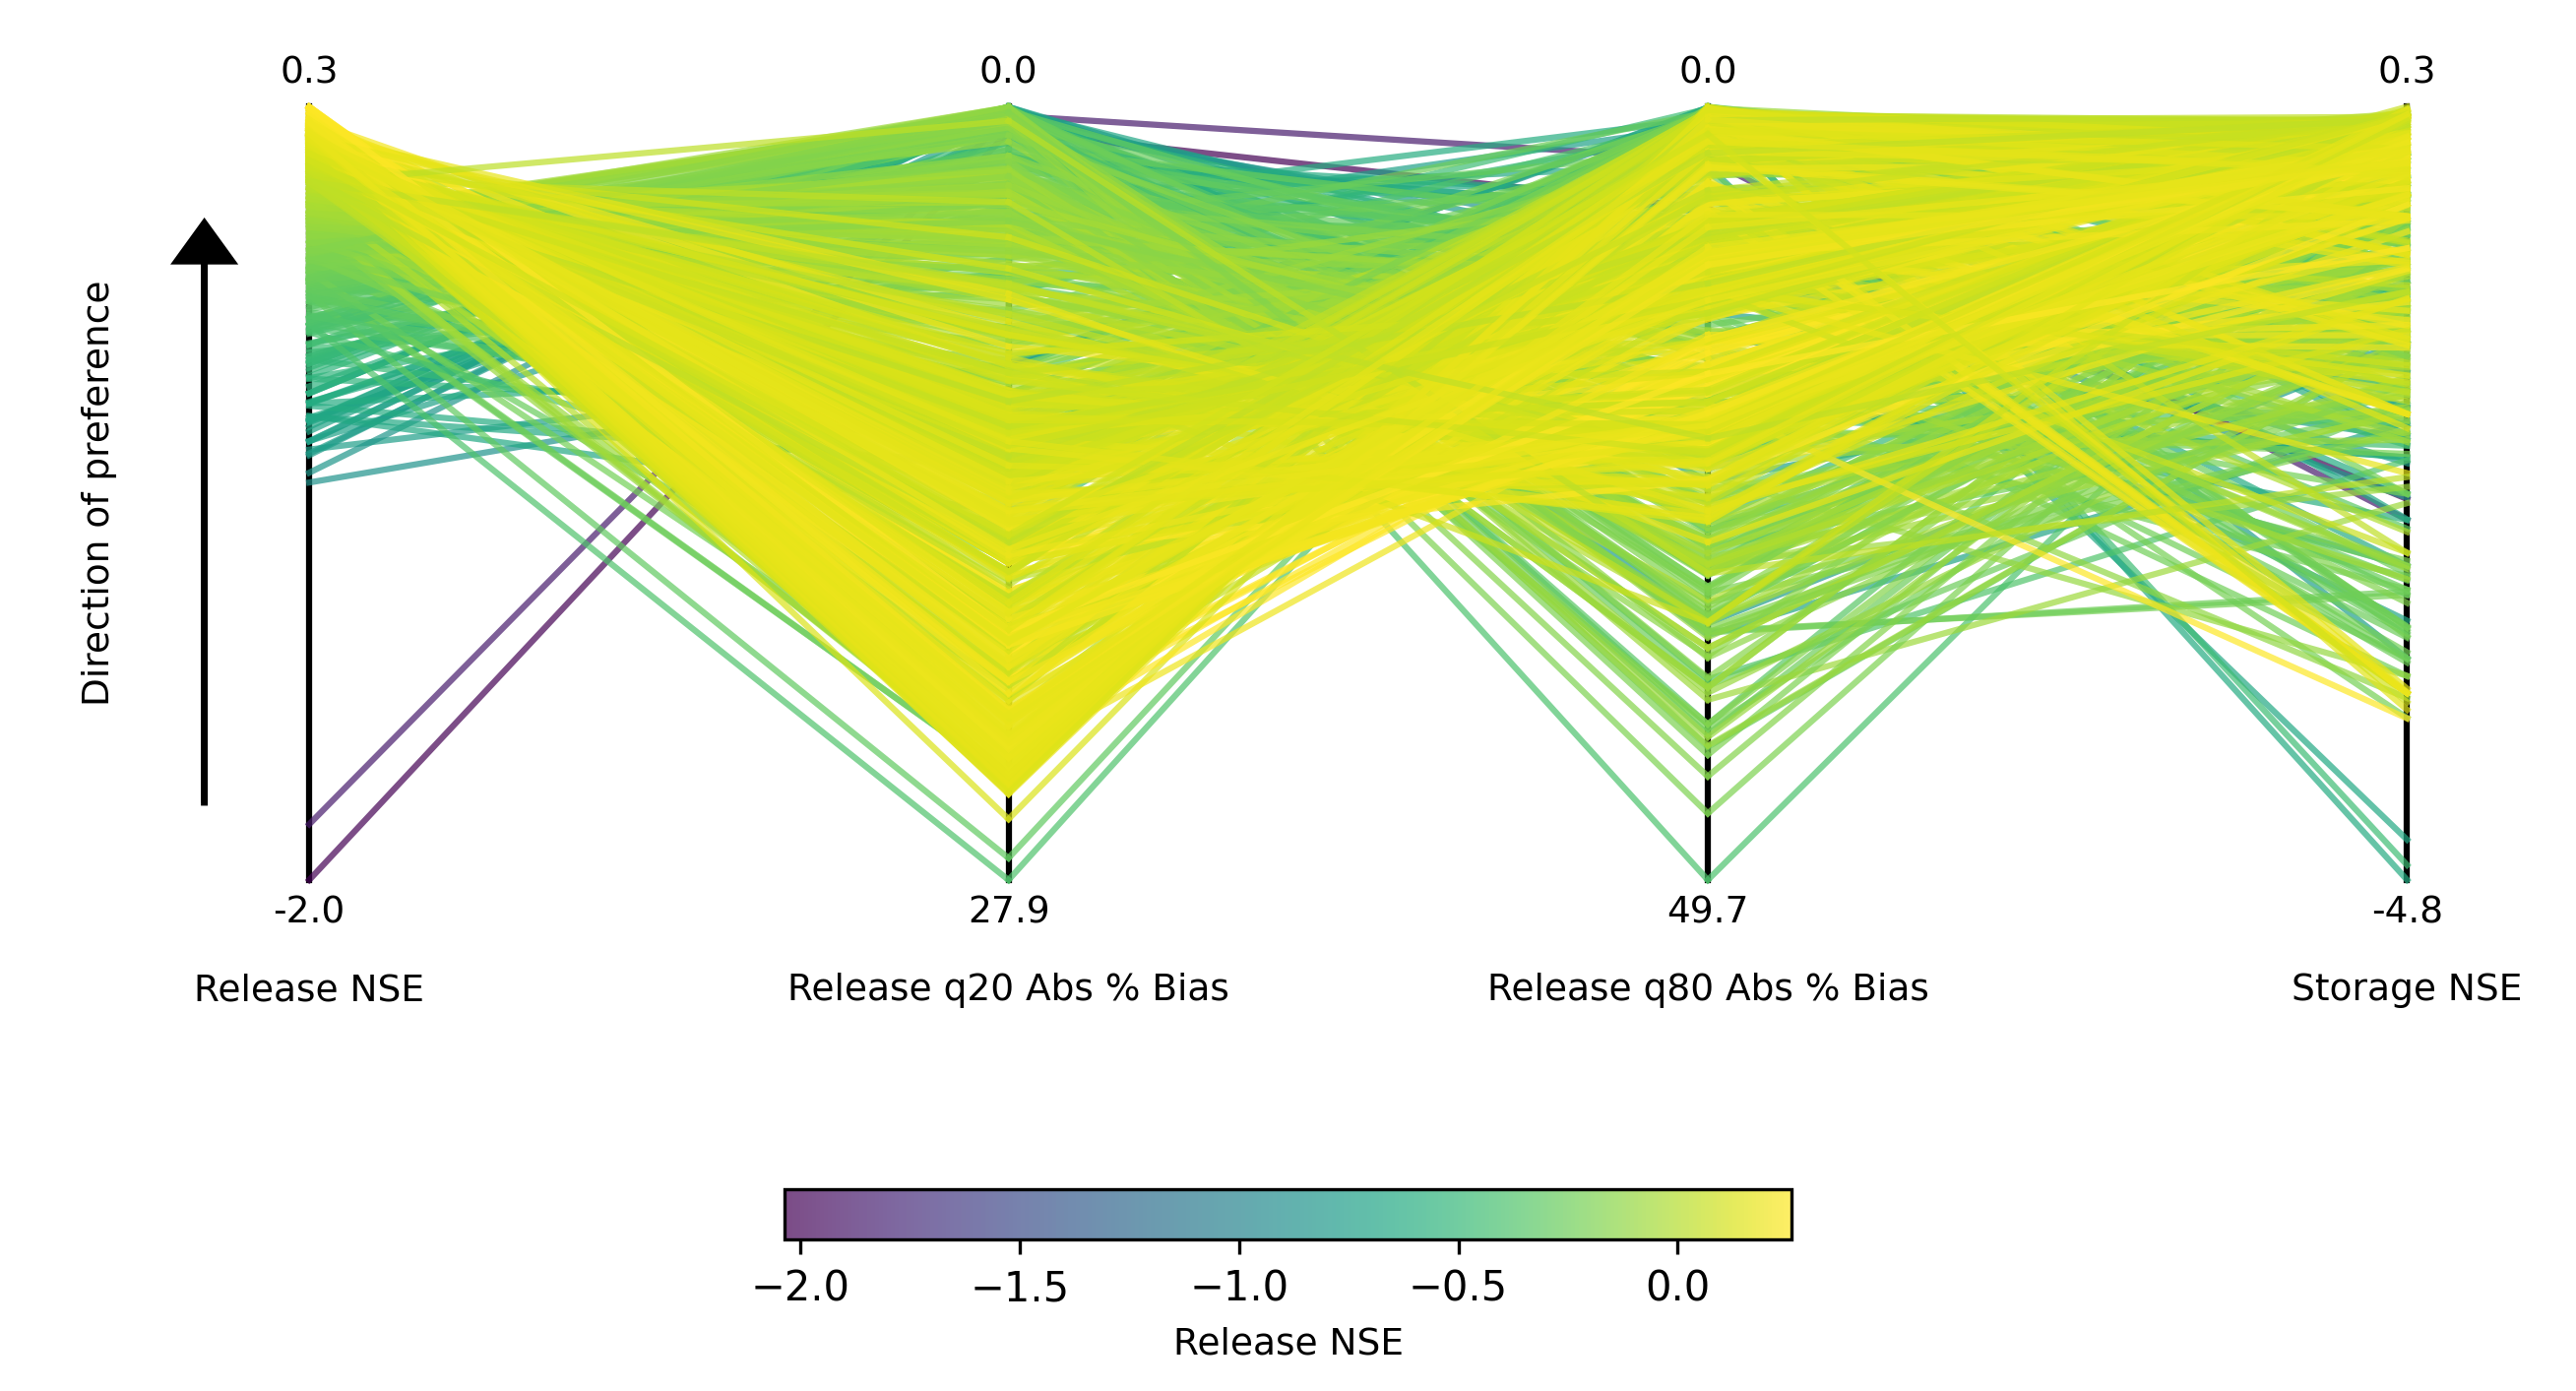 0.3
0.0
0.0
0.3
Direction of preference
-2.0
27.9
49.7
-4.8
Release NSE
Release q20 Abs % Bias
Release q80 Abs % Bias
Storage NSE
−2.0
−1.5
−1.0
−0.5
0.0
Release NSE